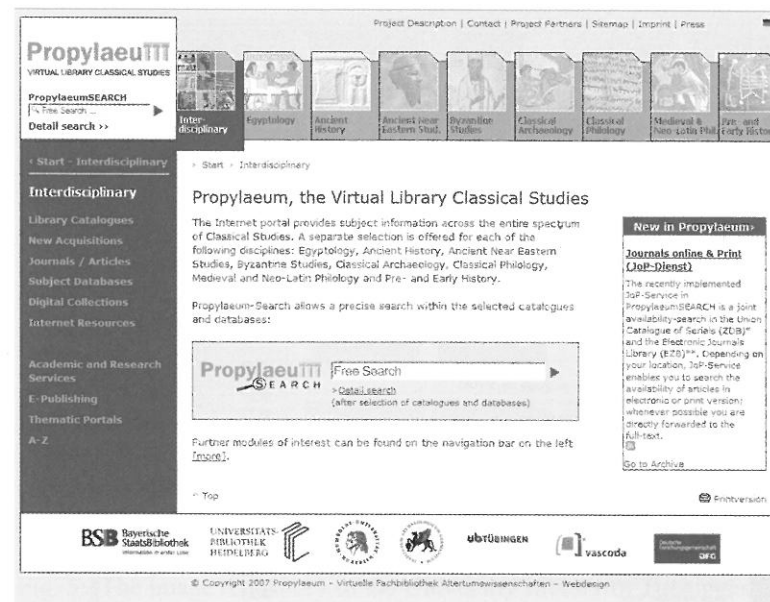 Project Description | Contact | Project Partners | Sitemap | Imprint | Press
Propylaeum
VIRTUAL LIBRARY CLASSICAL STUDIES
PropylaeumSEARCH
Free Search ...
Detail search ››
Inter-
disciplinary
Egyptology
Ancient
History
Ancient Near
Eastern Stud.
Byzantine
Studies
Classical
Archaeology
Classical
Philology
Medieval &
Neo-Latin Phil.
Pre- and
Early Histor
‹ Start - Interdisciplinary
Interdisciplinary
Library Catalogues
New Acquisitions
Journals / Articles
Subject Databases
Digital Collections
Internet Resources
Academic and Research
Services
E-Publishing
Thematic Portals
A-Z
› Start › Interdisciplinary
Propylaeum, the Virtual Library Classical Studies
The Internet portal provides subject information across the entire spectrum
of Classical Studies. A separate selection is offered for each of the
following disciplines: Egyptology, Ancient History, Ancient Near Eastern
Studies, Byzantine Studies, Classical Archaeology, Classical Philology,
Medieval and Neo-Latin Philology and Pre- and Early History.
Propylaeum-Search allows a precise search within the selected catalogues
and databases:
Propylaeum
SEARCH
Free Search
> Detail search
(after selection of catalogues and databases)
Further modules of interest can be found on the navigation bar on the left
[more].
^ Top
New in Propylaeum›
Journals online & Print
(JoP-Dienst)
The recently implemented
JoP-Service in
PropylaeumSEARCH is a joint
availability-search in the Union
Catalogue of Serials (ZDB)*
and the Electronic Journals
Library (EZB)**. Depending on
your location, JoP-Service
enables you to search the
availability of articles in
electronic or print version;
whenever possible you are
directly forwarded to the
full-text.
Go to Archive
Printversion
BSB Bayerische
StaatsBibliothek
Information in erster Linie
UNIVERSITÄTS-
BIBLIOTHEK
HEIDELBERG
UB TÜBINGEN
vascoda
Deutsche
Forschungsgemeinschaft
DFG
© Copyright 2007 Propylaeum - Virtuelle Fachbibliothek Altertumswissenschaften - Webdesign